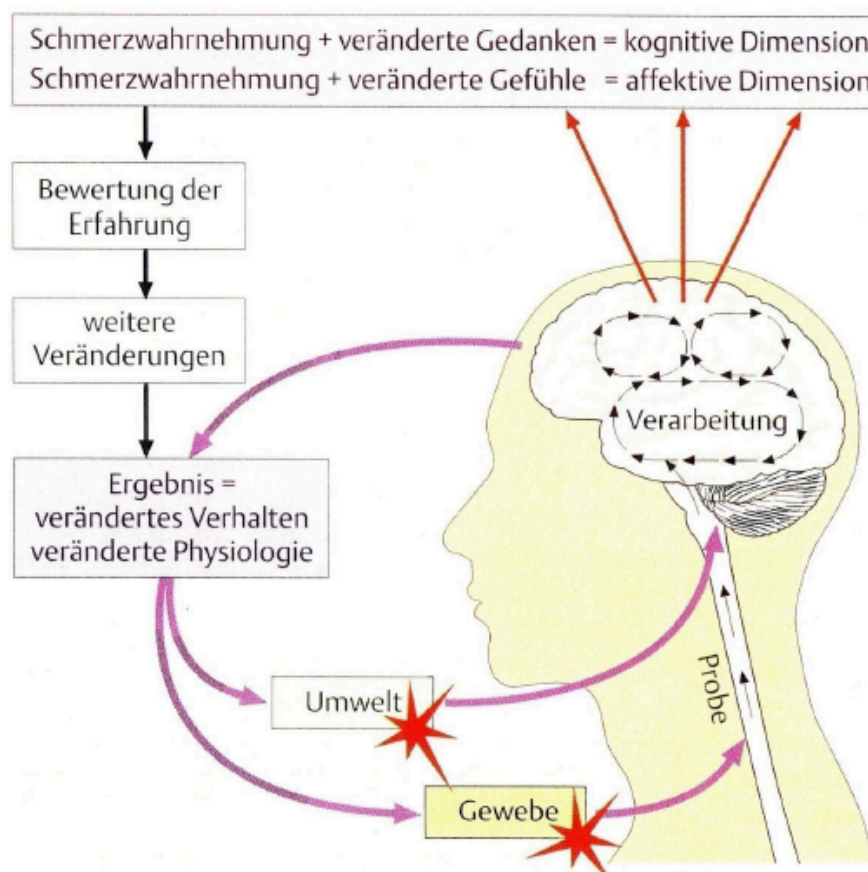 Schmerzwahrnehmung + veränderte Gedanken = kognitive Dimension
Schmerzwahrnehmung + veränderte Gefühle = affektive Dimension
Bewertung der
Erfahrung
weitere
Veränderungen
Verarbeitung
Ergebnis =
verändertes Verhalten
veränderte Physiologie
Umwelt
Probe
Gewebe